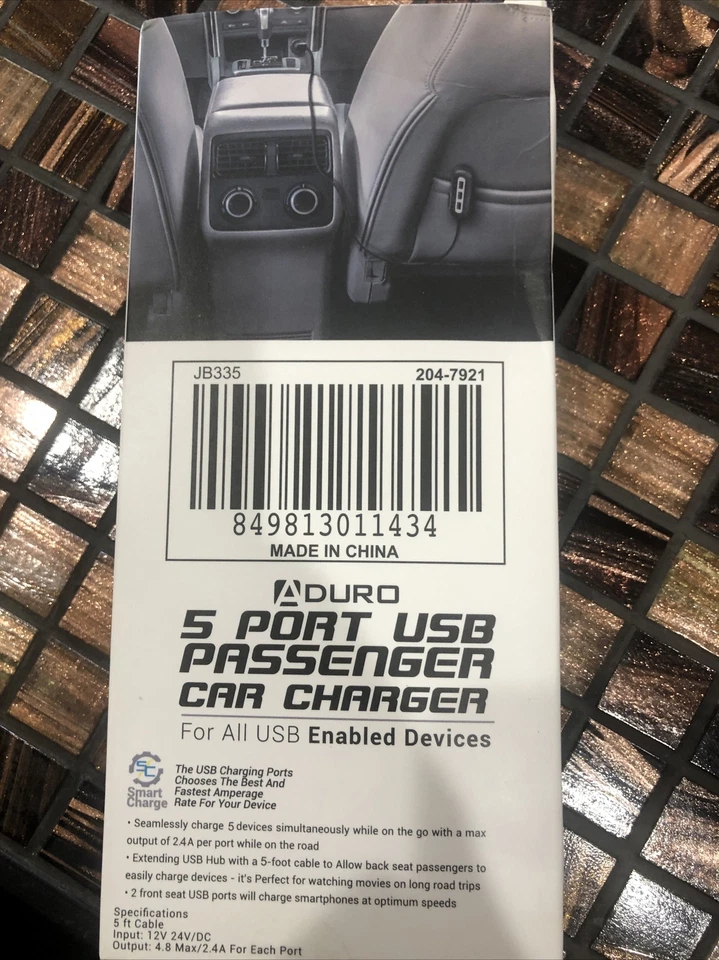 JB335 204-7921
849813011434
MADE IN CHINA
ADURO
5 PORT USB
PASSENGER
CAR CHARGER
For All USB Enabled Devices
SC
Smart
Charge
The USB Charging Ports
Chooses The Best And
Fastest Amperage
Rate For Your Device
• Seamlessly charge 5 devices simultaneously while on the go with a max
output of 2.4A per port while on the road
• Extending USB Hub with a 5-foot cable to Allow back seat passengers to
easily charge devices - it's Perfect for watching movies on long road trips
• 2 front seat USB ports will charge smartphones at optimum speeds
Specifications
5 ft Cable
Input: 12V 24V/DC
Output: 4.8 Max/2.4A For Each Port